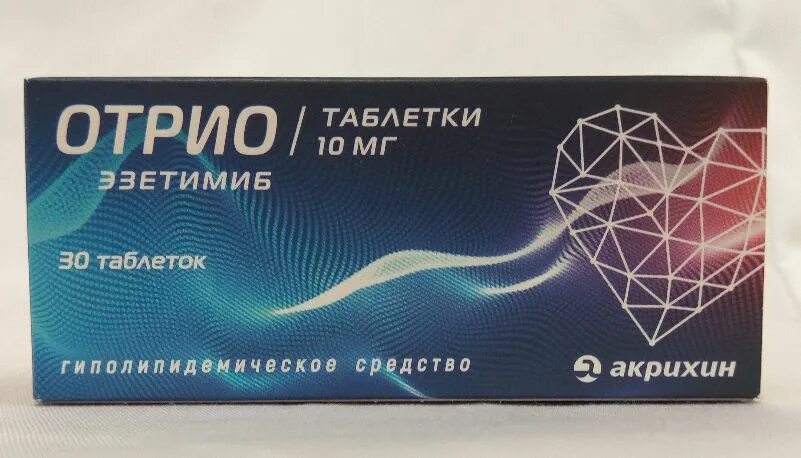 ОТРИО / ТАБЛЕТКИ
10 МГ
ЭЗЕТИМИБ
30 таблеток
гиполипидемическое средство
акрихин